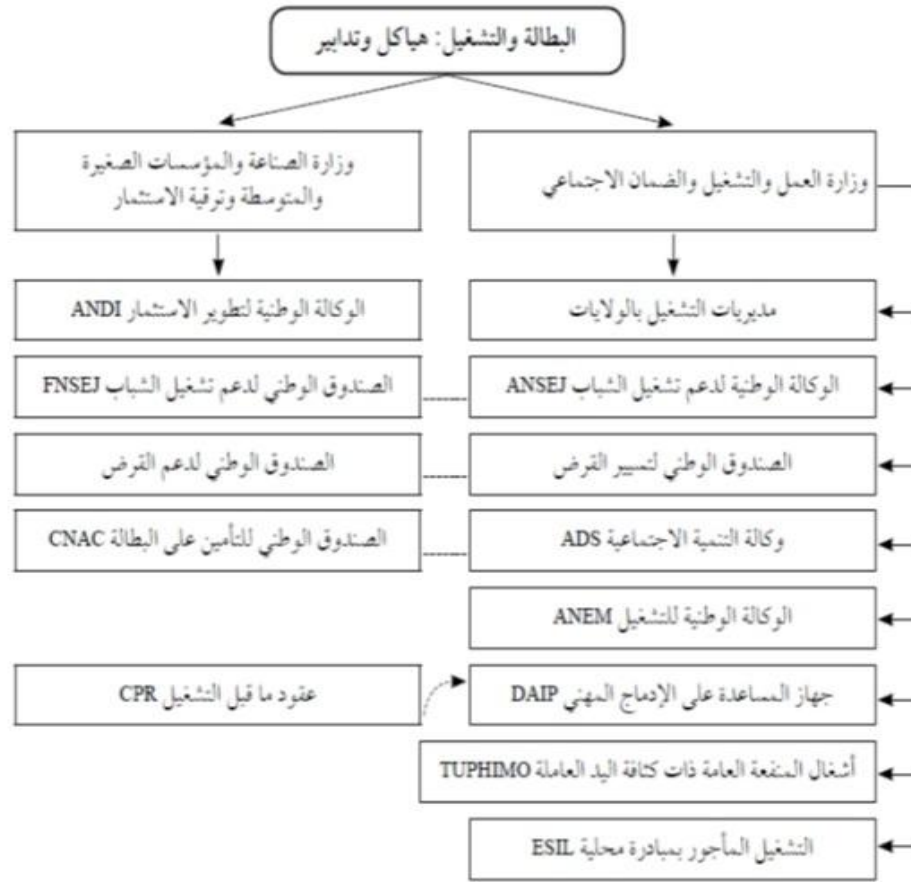 البطالة والتشغيل: هياكل وتدابير
وزارة العمل والتشغيل والضمان الاجتماعي
وزارة الصناعة والمؤسسات الصغيرة
والمتوسطة وترقية الاستثمار
مديريات التشغيل بالولايات
الوكالة الوطنية لتطوير الاستثمار ANDI
الوكالة الوطنية لدعم تشغيل الشباب ANSEJ
الصندوق الوطني لدعم تشغيل الشباب FNSEJ
الصندوق الوطني لتسيير القرض
الصندوق الوطني لدعم القرض
وكالة التنمية الاجتماعية ADS
الصندوق الوطني للتأمين على البطالة CNAC
الوكالة الوطنية للتشغيل ANEM
جهاز المساعدة على الإدماج المهني DAIP
عقود ما قبل التشغيل CPR
أشغال المنفعة العامة ذات كثافة اليد العاملة TUPHIMO
التشغيل المأجور بمبادرة محلية ESIL